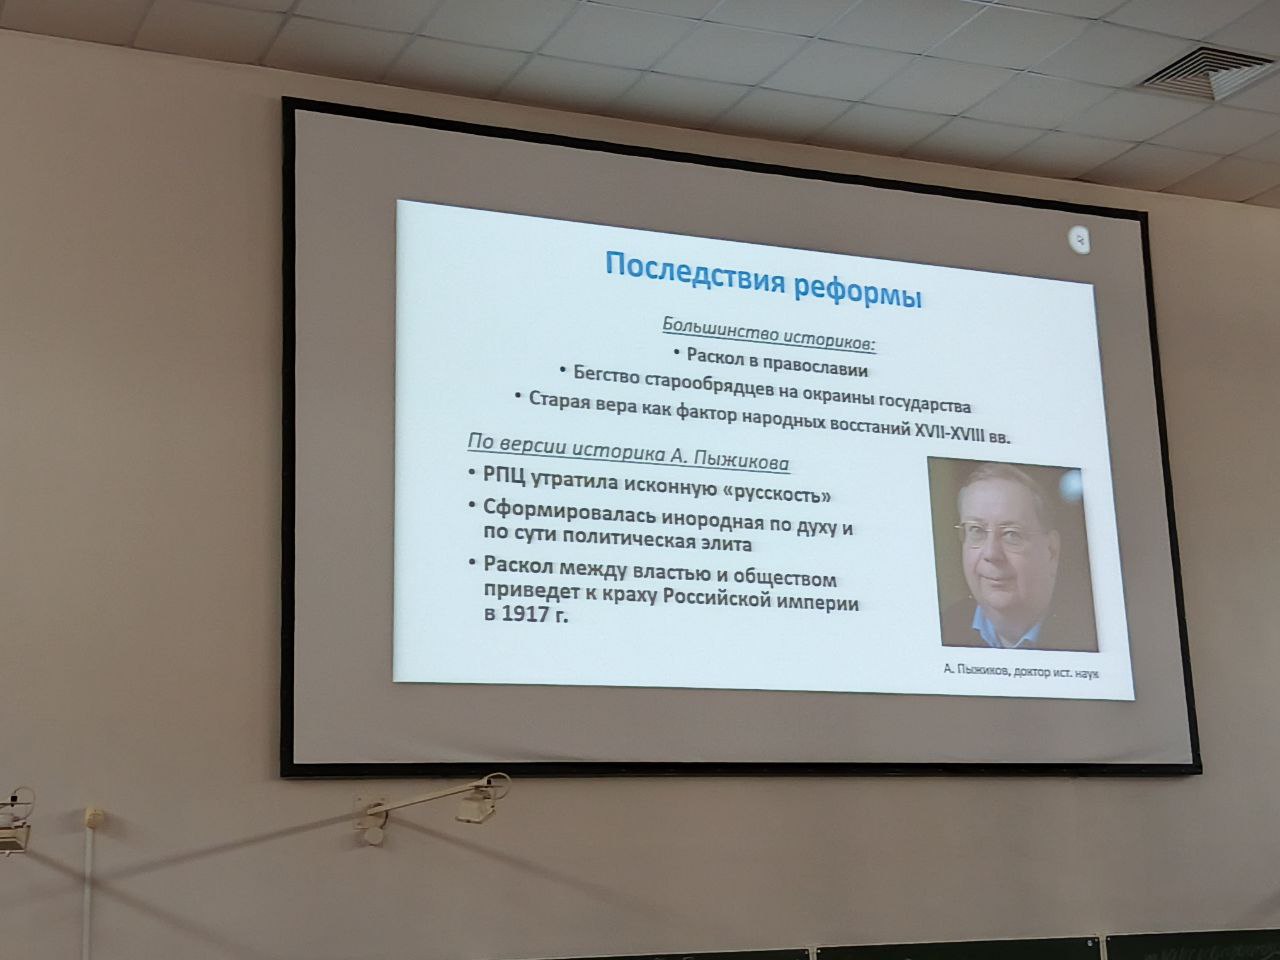 Последствия реформы
Большинство историков:
• Раскол в православии
• Бегство старообрядцев на окраины государства
• Старая вера как фактор народных восстаний XVII-XVIII вв.
По версии историка А. Пыжикова
• РПЦ утратила исконную «русскость»
• Сформировалась инородная по духу и
по сути политическая элита
• Раскол между властью и обществом
приведет к краху Российской империи
в 1917 г.
А. Пыжиков, доктор ист. наук